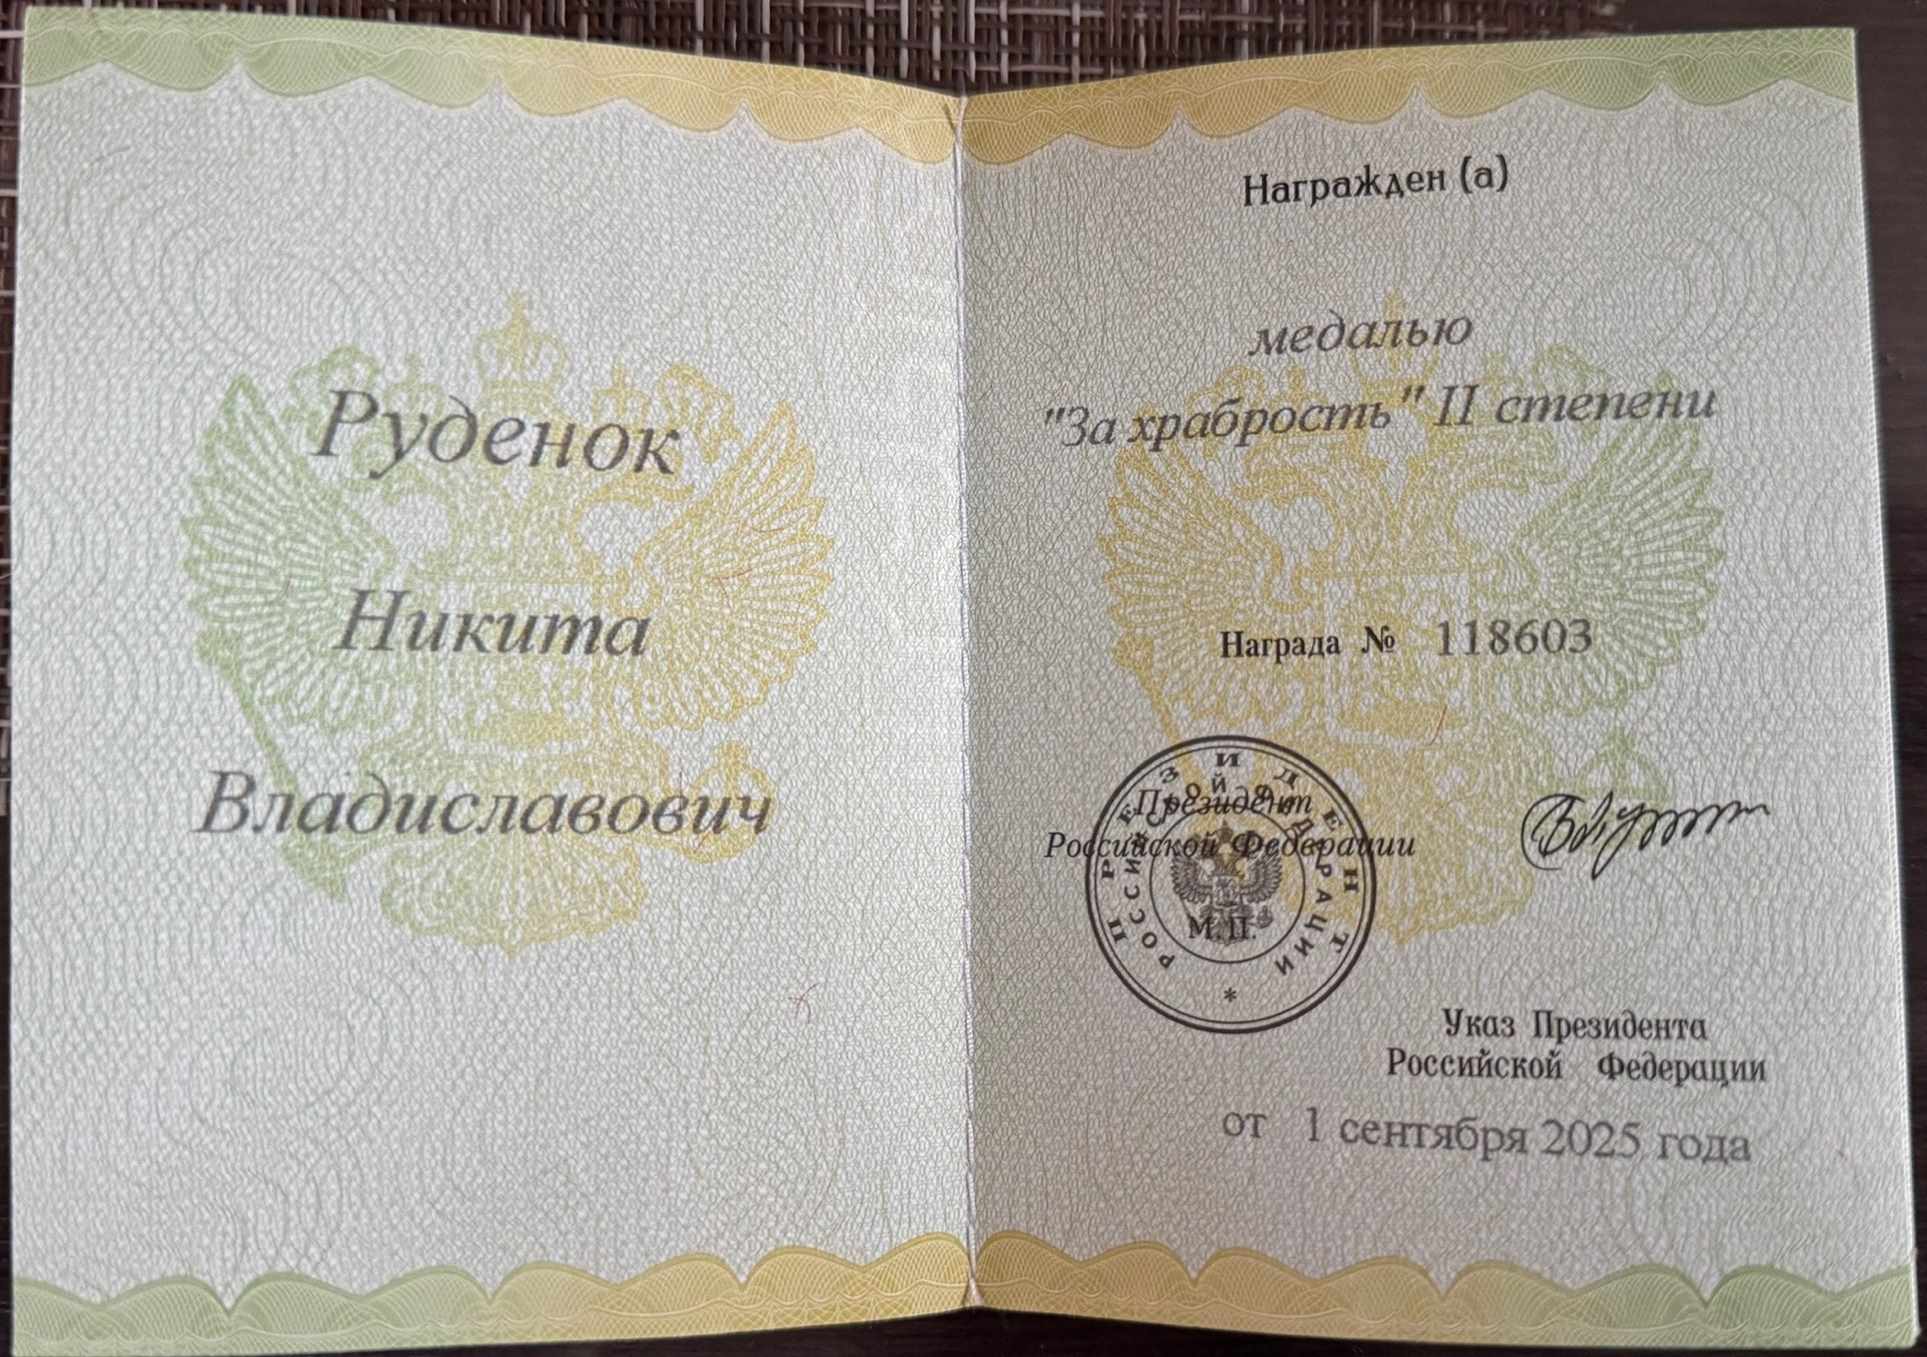 Руденок
Никита
Владиславович
Награжден (а)
медалью
"За храбрость" II степени
Награда № 118603
Президент
Российской Федерации
М.П.
ПРЕЗИДЕНТ
РОССИЙСКОЙ ФЕДЕРАЦИИ
*
Указ Президента
Российской Федерации
от 1 сентября 2025 года